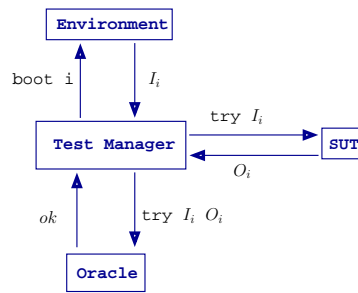 Environment
boot i
I_i
try I_i
Test Manager
SUT
O_i
ok
try I_i O_i
Oracle